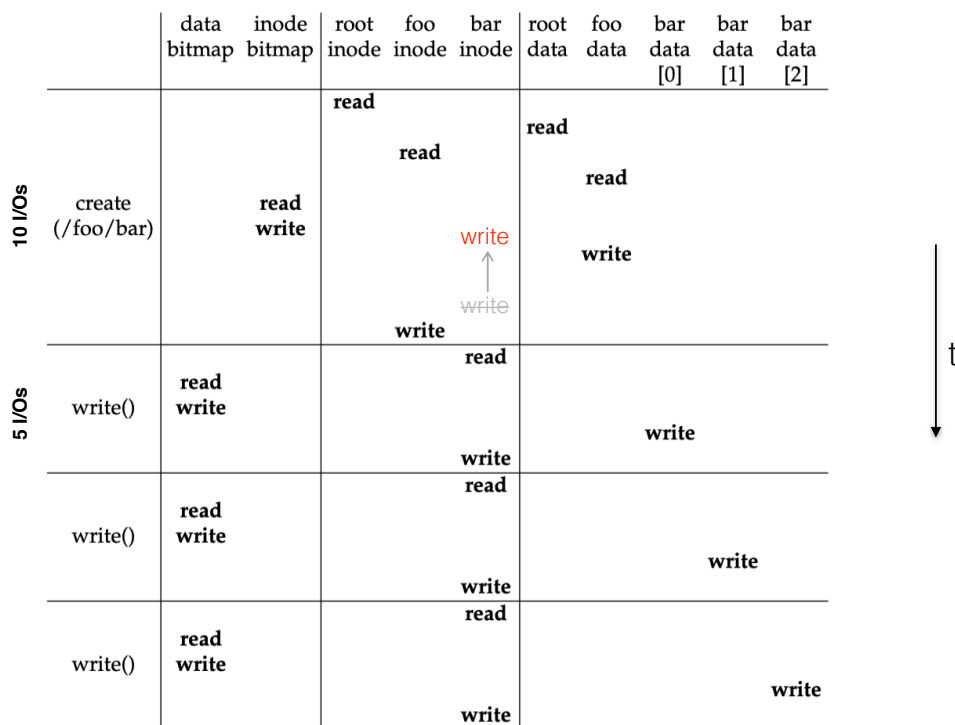 data inode root foo bar root foo bar bar bar
bitmap bitmap inode inode inode data data data data data
[0] [1] [2]
read
read
read
read
10 I/Os
create read
(/foo/bar) write
write
write
write
write
read
read
5 I/Os
write() write
write
write
read
read
write() write
write
write
read
read
write() write
write
write
t